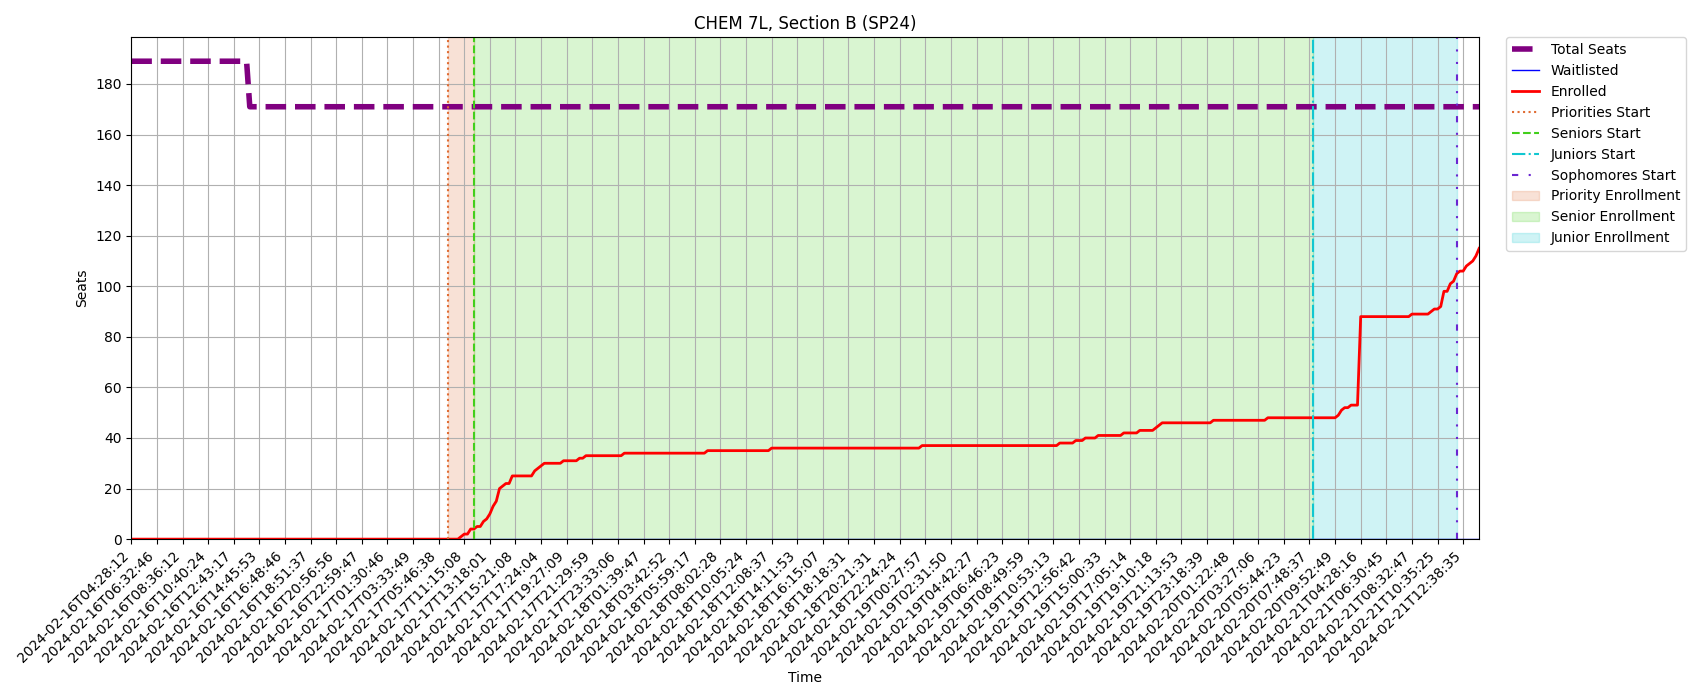 CHEM 7L, Section B (SP24)
Total Seats
Waitlisted
Enrolled
Priorities Start
Seniors Start
Juniors Start
Sophomores Start
Priority Enrollment
Senior Enrollment
Junior Enrollment
Seats
180
160
140
120
100
80
60
40
20
0
2024-02-16T04:28:12
2024-02-16T06:32:46
2024-02-16T08:36:12
2024-02-16T10:40:24
2024-02-16T12:43:17
2024-02-16T14:45:53
2024-02-16T16:48:46
2024-02-16T18:51:37
2024-02-16T20:56:56
2024-02-16T22:59:47
2024-02-17T01:30:46
2024-02-17T03:33:49
2024-02-17T05:46:38
2024-02-17T11:15:08
2024-02-17T13:18:01
2024-02-17T15:21:08
2024-02-17T17:24:04
2024-02-17T19:27:09
2024-02-17T21:29:59
2024-02-17T23:33:06
2024-02-18T01:39:47
2024-02-18T03:42:52
2024-02-18T05:59:17
2024-02-18T08:02:28
2024-02-18T10:05:24
2024-02-18T12:08:37
2024-02-18T14:11:53
2024-02-18T16:15:07
2024-02-18T18:18:31
2024-02-18T20:21:31
2024-02-18T22:24:24
2024-02-19T00:27:57
2024-02-19T02:31:50
2024-02-19T04:42:27
2024-02-19T06:46:23
2024-02-19T08:49:59
2024-02-19T10:53:13
2024-02-19T12:56:42
2024-02-19T15:00:33
2024-02-19T17:05:14
2024-02-19T19:10:18
2024-02-19T21:13:53
2024-02-19T23:18:39
2024-02-20T01:22:48
2024-02-20T03:27:06
2024-02-20T05:44:23
2024-02-20T07:48:37
2024-02-20T09:52:49
2024-02-21T04:28:16
2024-02-21T06:30:45
2024-02-21T08:32:47
2024-02-21T10:35:25
2024-02-21T12:38:35
Time